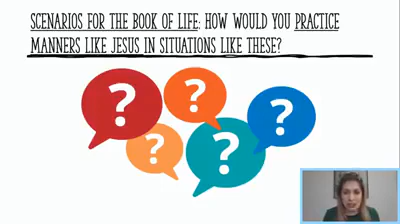 SCENARIOS FOR THE BOOK OF LIFE: HOW WOULD YOU PRACTICE
MANNERS LIKE JESUS IN SITUATIONS LIKE THESE?
? ? ? ? ?